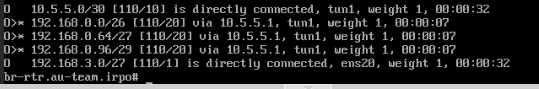 O   10.5.5.0/30 [110/10] is directly connected, tun1, weight 1, 00:00:32
O>* 192.168.0.0/26 [110/20] via 10.5.5.1, tun1, weight 1, 00:00:07
O>* 192.168.0.64/27 [110/20] via 10.5.5.1, tun1, weight 1, 00:00:07
O>* 192.168.0.96/29 [110/20] via 10.5.5.1, tun1, weight 1, 00:00:07
O   192.168.3.0/27 [110/1] is directly connected, ens20, weight 1, 00:00:32
br-rtr.au-team.irpo# _